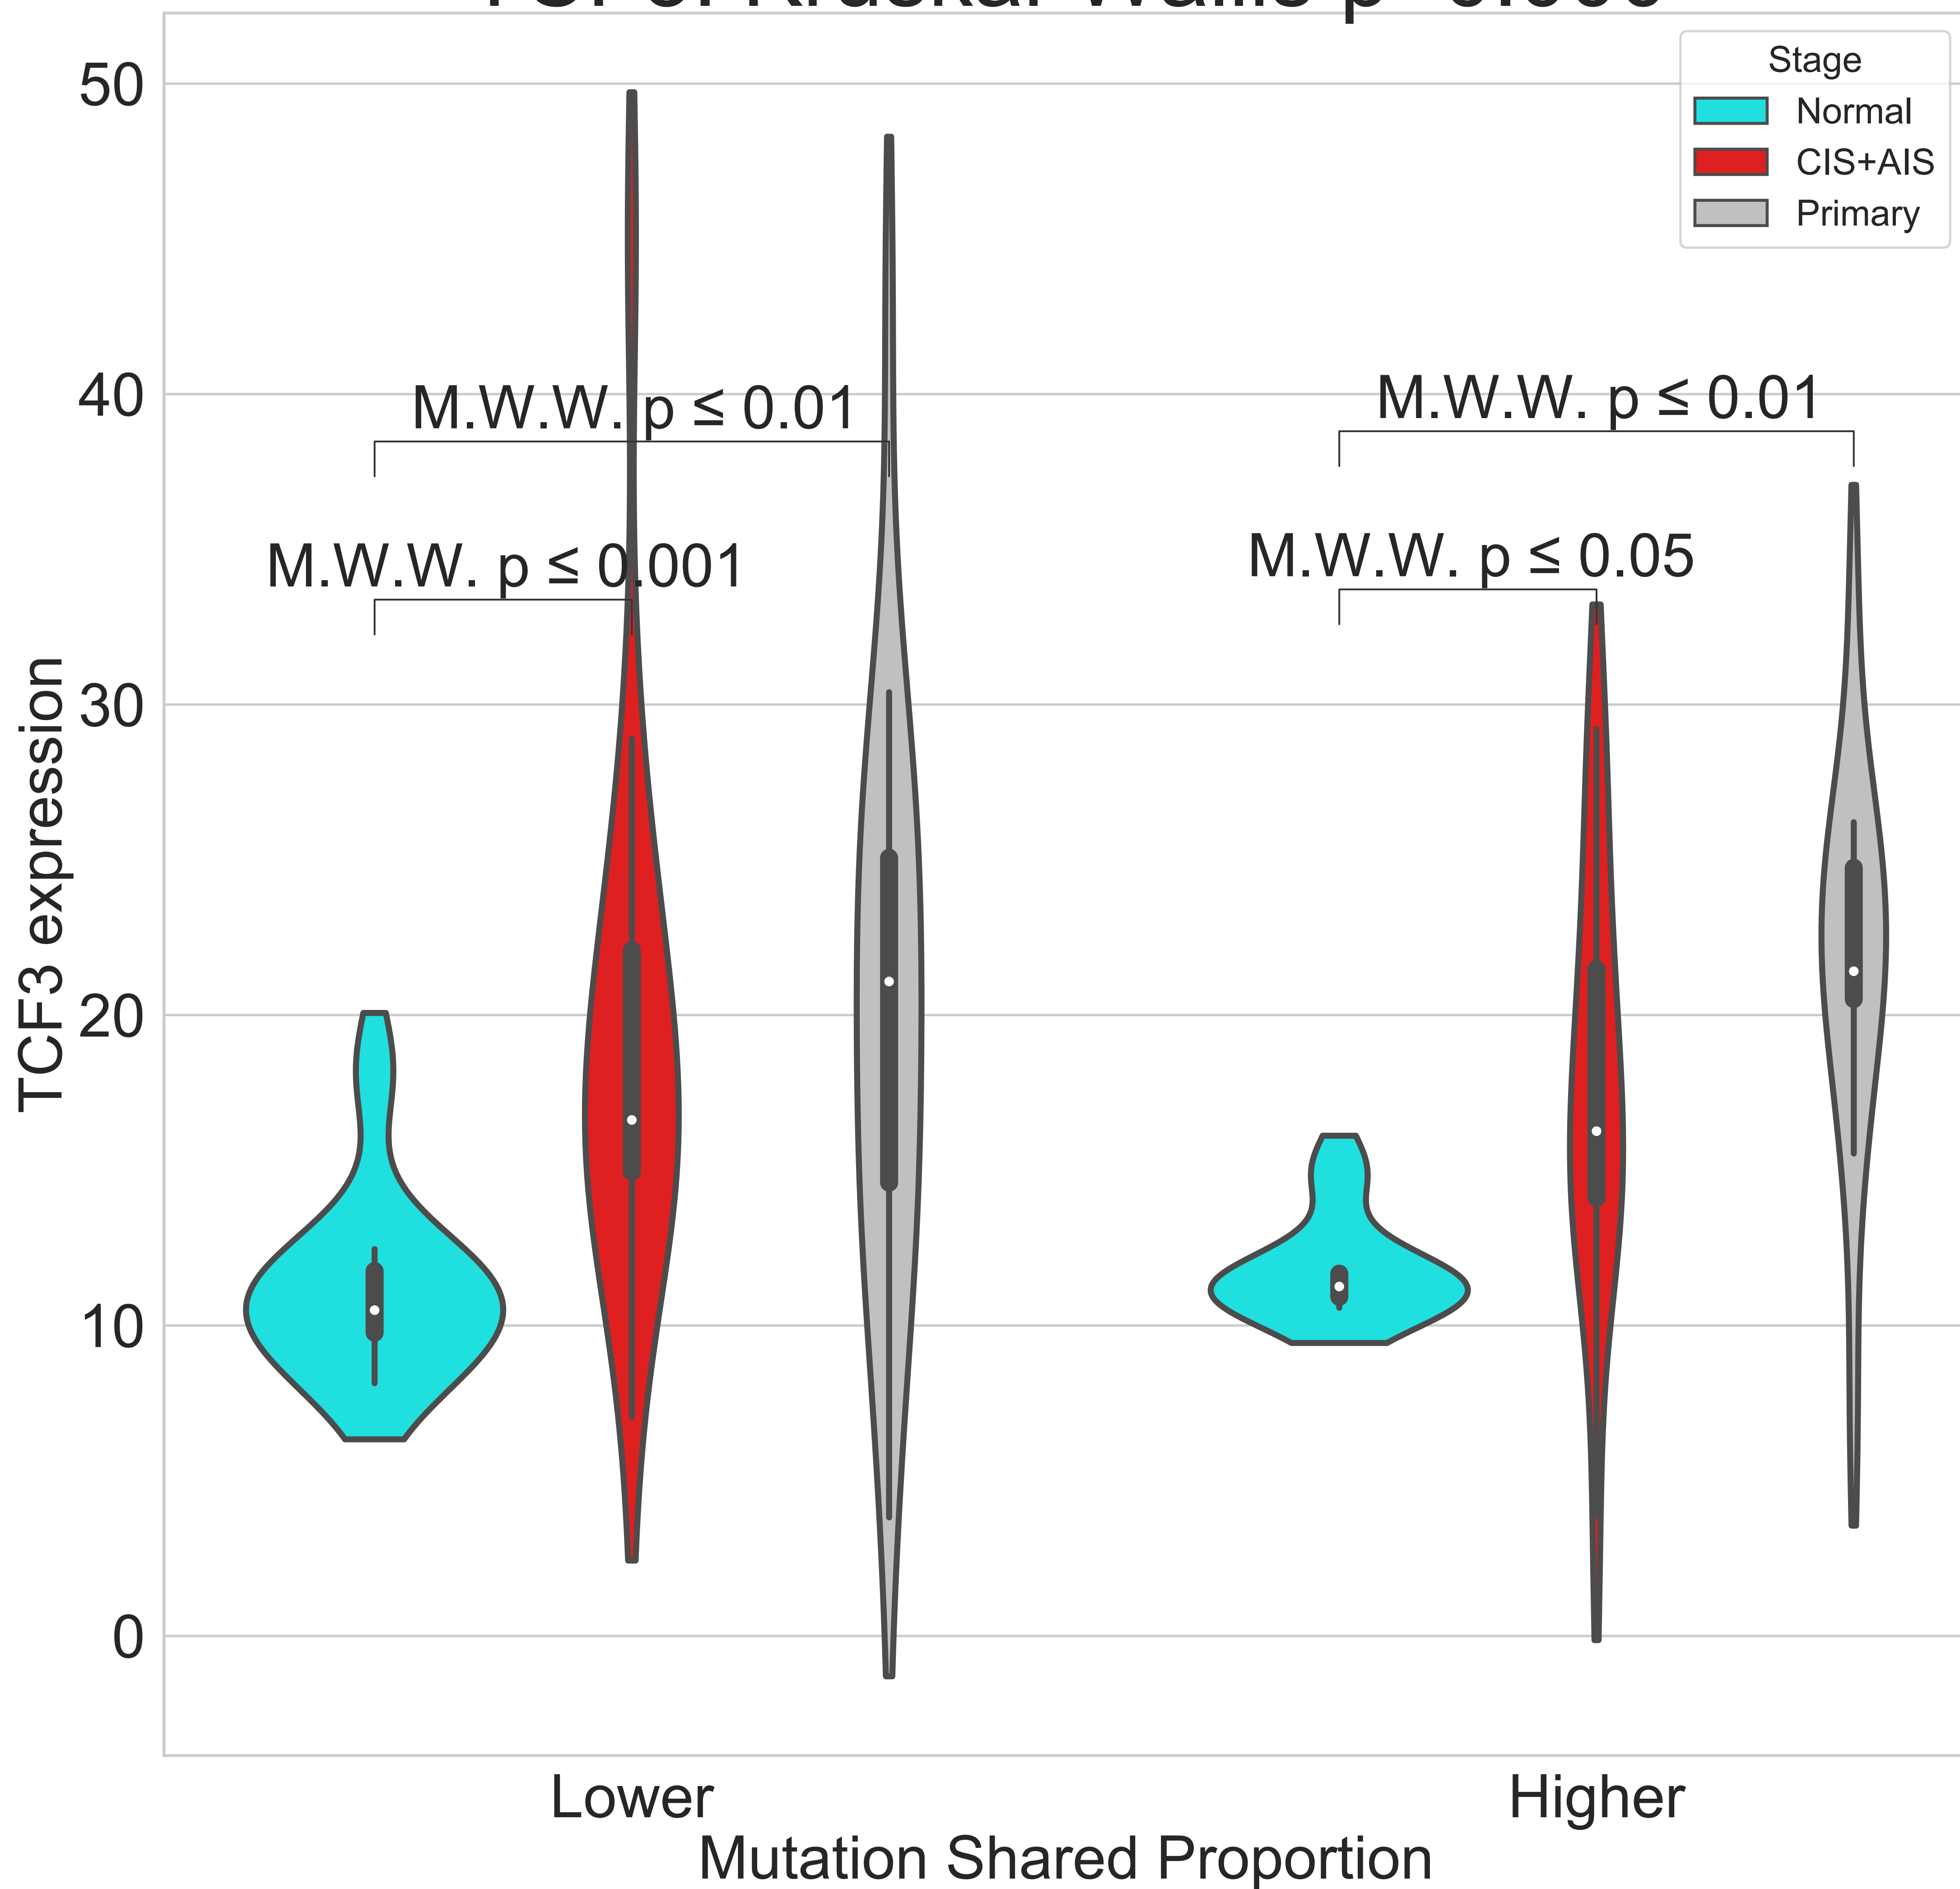 50
40
30
20
10
0
TCF3 expression
Stage
Normal
CIS+AIS
Primary
M.W.W. p ≤ 0.01
M.W.W. p ≤ 0.001
M.W.W. p ≤ 0.01
M.W.W. p ≤ 0.05
Lower
Higher
Mutation Shared Proportion